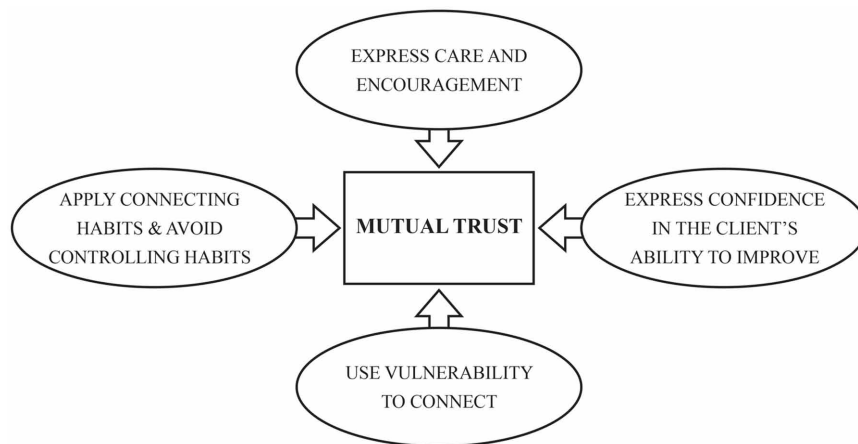 EXPRESS CARE AND
ENCOURAGEMENT
APPLY CONNECTING
HABITS & AVOID
CONTROLLING HABITS
MUTUAL TRUST
EXPRESS CONFIDENCE
IN THE CLIENT'S
ABILITY TO IMPROVE
USE VULNERABILITY
TO CONNECT